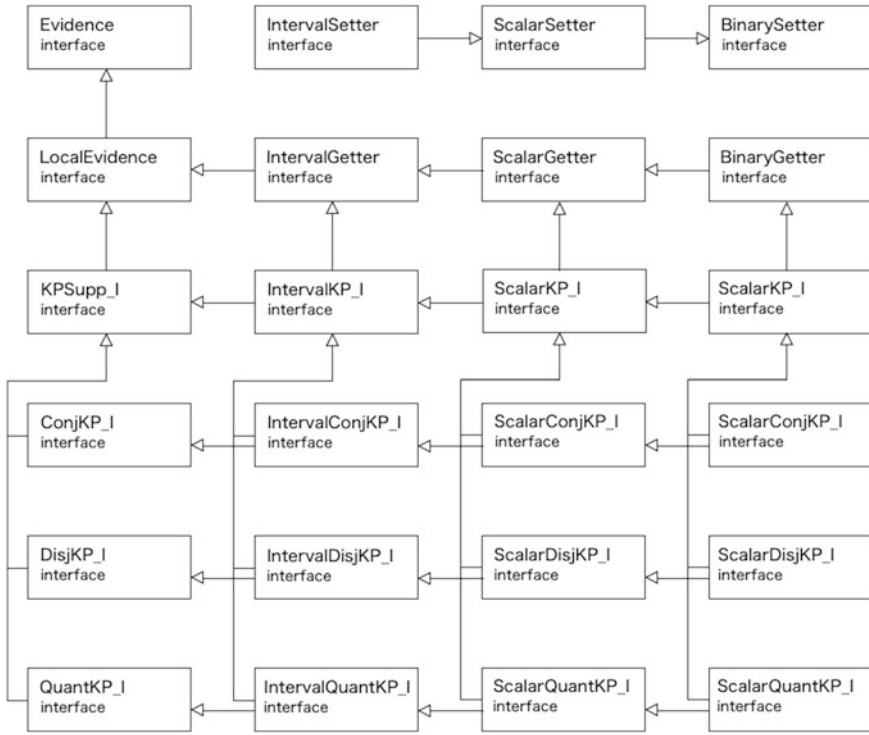 Evidence
interface
IntervalSetter
interface
ScalarSetter
interface
BinarySetter
interface
LocalEvidence
interface
IntervalGetter
interface
ScalarGetter
interface
BinaryGetter
interface
KPSupp_I
interface
IntervalKP_I
interface
ScalarKP_I
interface
ScalarKP_I
interface
ConjKP_I
interface
IntervalConjKP_I
interface
ScalarConjKP_I
interface
ScalarConjKP_I
interface
DisjKP_I
interface
IntervalDisjKP_I
interface
ScalarDisjKP_I
interface
ScalarDisjKP_I
interface
QuantKP_I
interface
IntervalQuantKP_I
interface
ScalarQuantKP_I
interface
ScalarQuantKP_I
interface